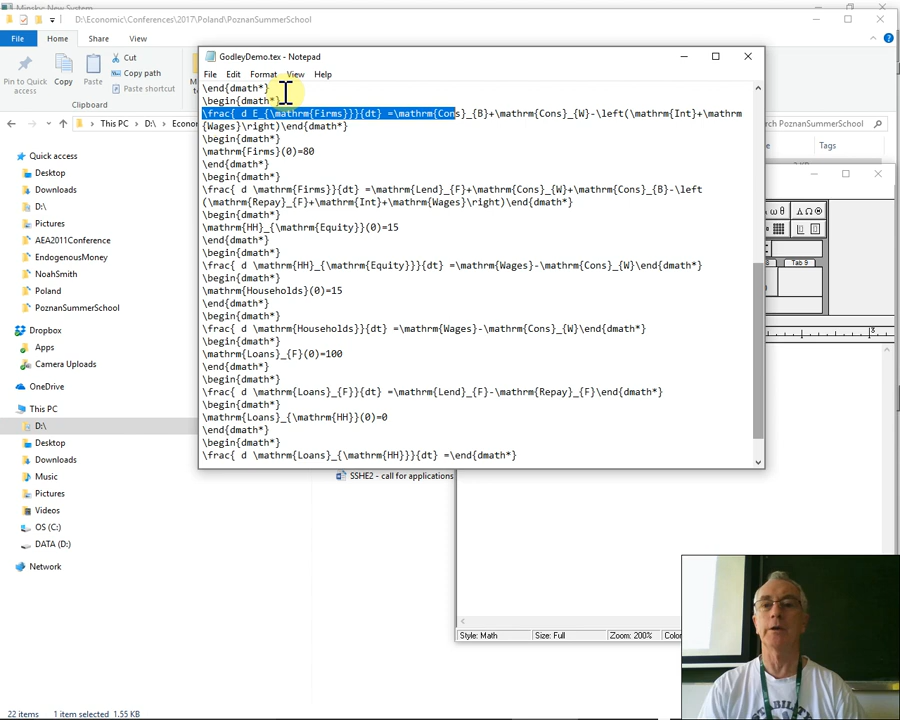 Minsky: New System
D:\Economic\Conferences\2017\Poland\PoznanSummerSchool
File Home Share View
Pin to Quick access
Copy
Paste
Cut
Copy path
Paste shortcut
Clipboard
This PC D:\ Econo
PoznanSummerSchool
Tags
Quick access
Desktop
Downloads
D:\
Pictures
AEA2011Conference
EndogenousMoney
NoahSmith
Poland
PoznanSummerSchool
Dropbox
Apps
Camera Uploads
OneDrive
This PC
D:\
Desktop
Downloads
Music
Pictures
Videos
OS (C:)
DATA (D:)
Network
22 items 1 item selected 1.55 KB
GodleyDemo.tex - Notepad
File Edit Format View Help
\end{dmath*}
\begin{dmath*}
\frac{ d E_{\mathrm{Firms}}}{dt} =\mathrm{Cons}_{B}+\mathrm{Cons}_{W}-\left(\mathrm{Int}+\mathrm
{Wages}\right)\end{dmath*}
\begin{dmath*}
\mathrm{Firms}(0)=80
\end{dmath*}
\begin{dmath*}
\frac{ d \mathrm{Firms}}{dt} =\mathrm{Lend}_{F}+\mathrm{Cons}_{W}+\mathrm{Cons}_{B}-\left
(\mathrm{Repay}_{F}+\mathrm{Int}+\mathrm{Wages}\right)\end{dmath*}
\begin{dmath*}
\mathrm{HH}_{\mathrm{Equity}}(0)=15
\end{dmath*}
\begin{dmath*}
\frac{ d \mathrm{HH}_{\mathrm{Equity}}}{dt} =\mathrm{Wages}-\mathrm{Cons}_{W}\end{dmath*}
\begin{dmath*}
\mathrm{Households}(0)=15
\end{dmath*}
\begin{dmath*}
\frac{ d \mathrm{Households}}{dt} =\mathrm{Wages}-\mathrm{Cons}_{W}\end{dmath*}
\begin{dmath*}
\mathrm{Loans}_{F}(0)=100
\end{dmath*}
\begin{dmath*}
\frac{ d \mathrm{Loans}_{F}}{dt} =\mathrm{Lend}_{F}-\mathrm{Repay}_{F}\end{dmath*}
\begin{dmath*}
\mathrm{Loans}_{\mathrm{HH}}(0)=0
\end{dmath*}
\begin{dmath*}
\frac{ d \mathrm{Loans}_{\mathrm{HH}}}{dt} =\end{dmath*}
SSHE2 - call for applications
Tab 9
8
Style: Math Size: Full Zoom: 200% Color